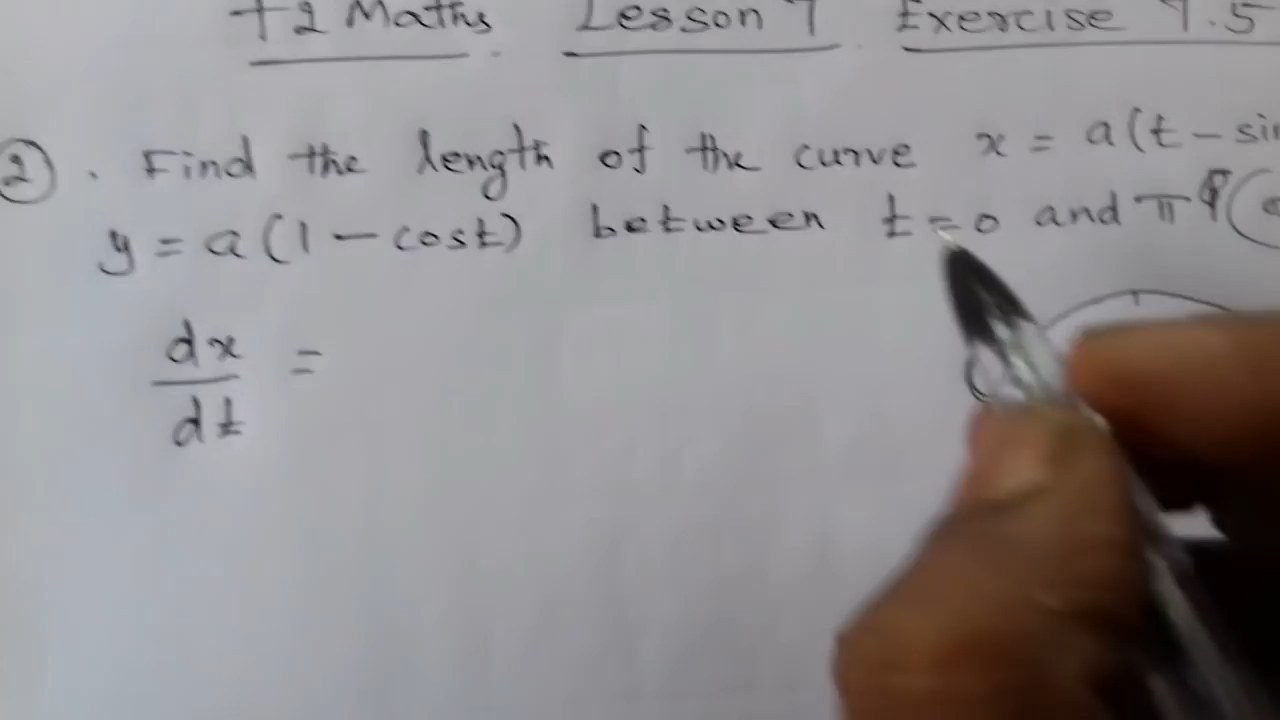 +2 Maths Lesson 7 Exercise 7.5
2. Find the length of the curve x = a(t - sin
y = a(1 - cost) between t = 0 and π
dx
dt =